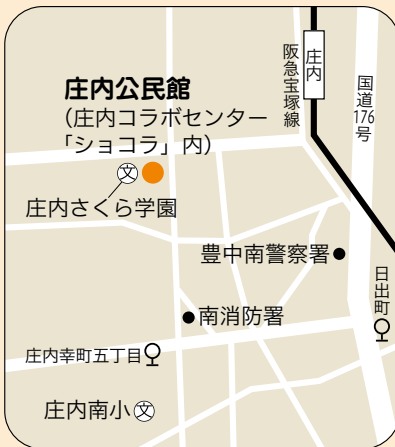 庄内公民館
(庄内コラボセンター
「ショコラ」内)
文
庄内さくら学園
阪急宝塚線
庄内
国道176号
豊中南警察署
日出町
南消防署
庄内幸町五丁目
庄内南小
文